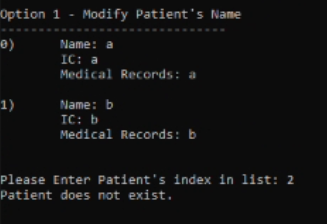 Option 1 - Modify Patient's Name
------------------------------
0) Name: a
IC: a
Medical Records: a
1) Name: b
IC: b
Medical Records: b
Please Enter Patient's index in list: 2
Patient does not exist.